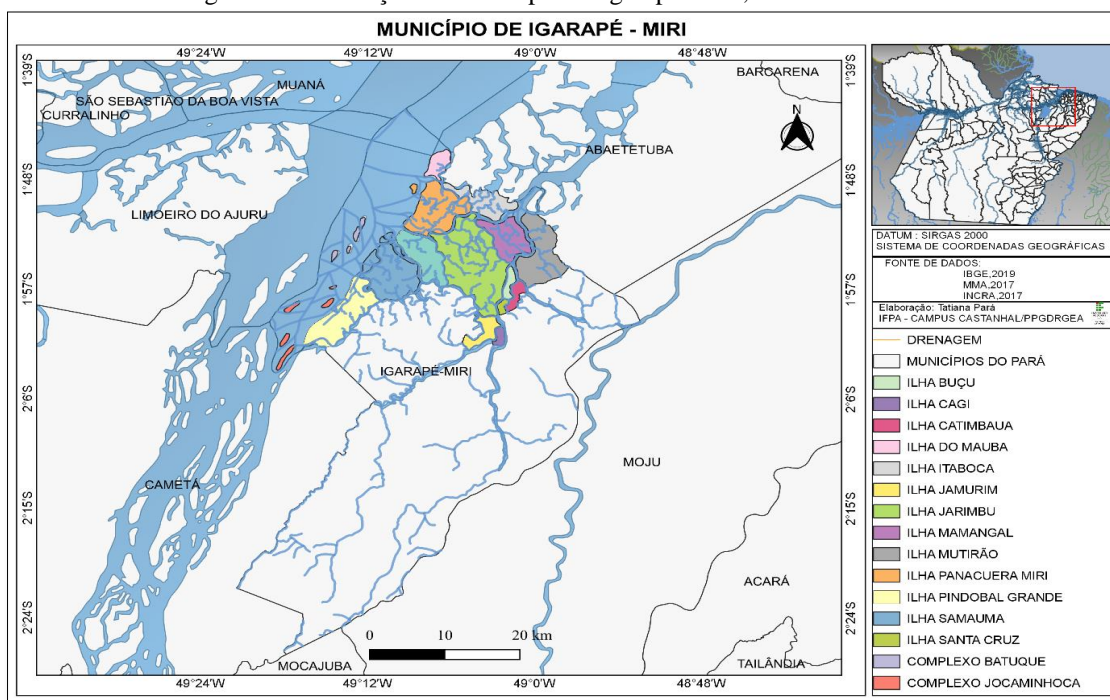 MUNICÍPIO DE IGARAPÉ - MIRI
49°24'W 49°12'W 49°0'W 48°48'W
1°39'S 1°48'S 1°57'S 2°6'S 2°15'S 2°24'S
MUANÁ
SÃO SEBASTIÃO DA BOA VISTA
CURRALINHO
BARCARENA
N
ABAETETUBA
LIMOEIRO DO AJURU
IGARAPÉ-MIRI
MOJU
CAMETÁ
ACARÁ
MOCAJUBA
TAILÂNDIA
0 10 20 km
1°39'S 1°48'S 1°57'S 2°6'S 2°15'S 2°24'S
49°24'W 49°12'W 49°0'W 48°48'W
DATUM : SIRGAS 2000
SISTEMA DE COORDENADAS GEOGRÁFICAS
FONTE DE DADOS:
IBGE,2019
MMA,2017
INCRA,2017
Elaboração: Tatiana Pará
IFPA - CAMPUS CASTANHAL/PPGDRGEA
DRENAGEM
MUNICÍPIOS DO PARÁ
ILHA BUÇU
ILHA CAGI
ILHA CATIMBAUA
ILHA DO MAUBA
ILHA ITABOCA
ILHA JAMURIM
ILHA JARIMBU
ILHA MAMANGAL
ILHA MUTIRÃO
ILHA PANACUERA MIRI
ILHA PINDOBAL GRANDE
ILHA SAMAUMA
ILHA SANTA CRUZ
COMPLEXO BATUQUE
COMPLEXO JOCAMINHOCA